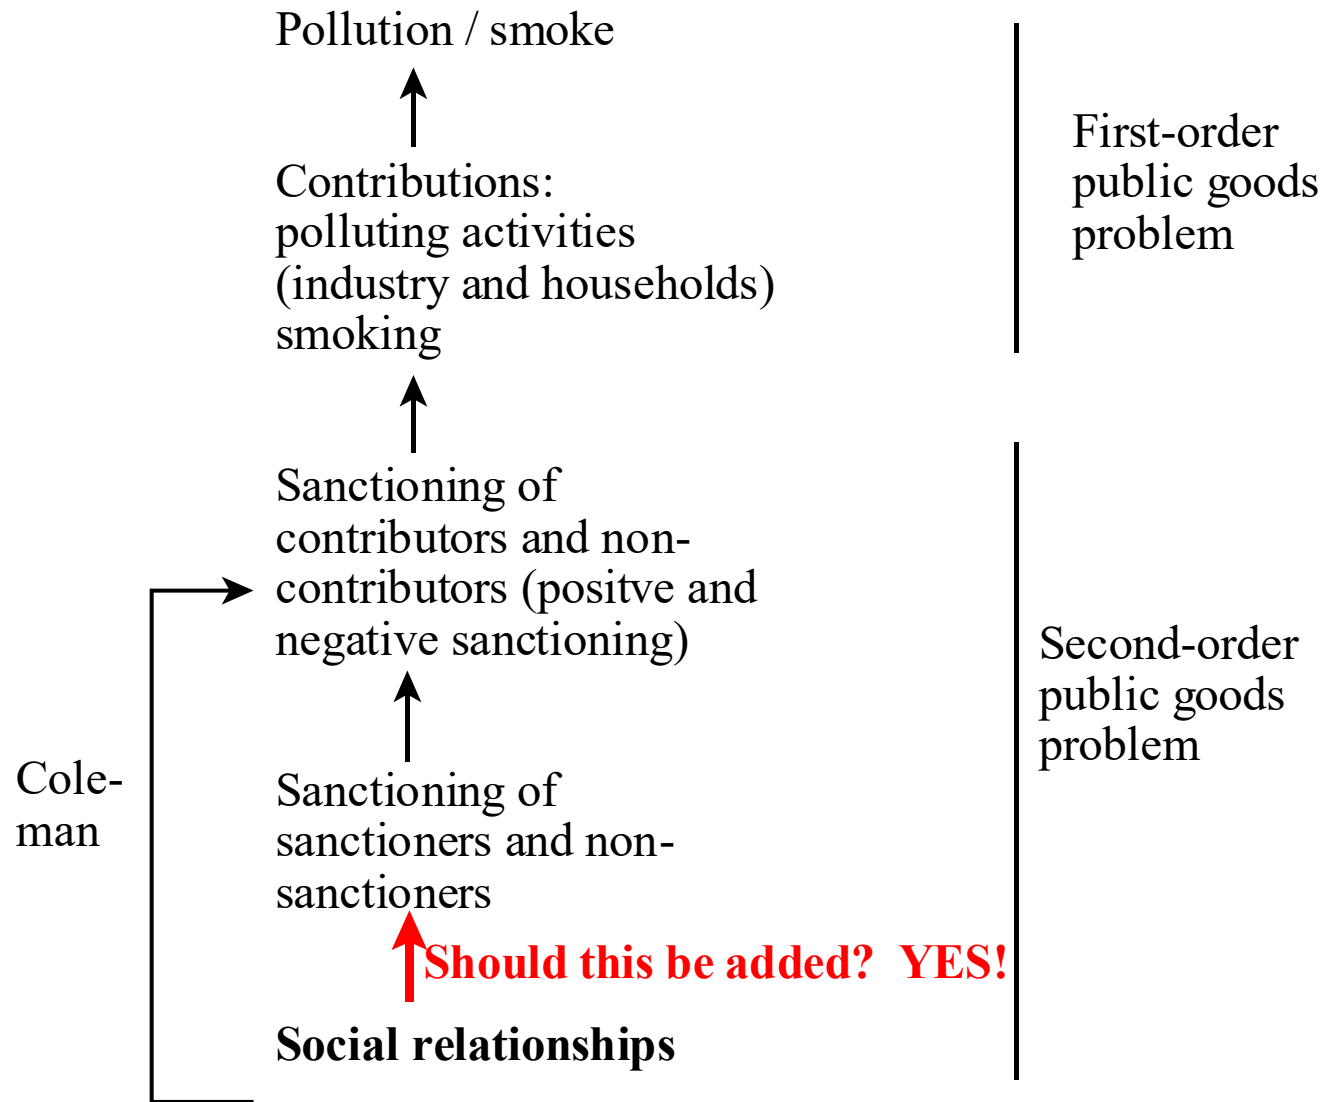 Pollution / smoke
Contributions:
polluting activities
(industry and households)
smoking
First-order
public goods
problem
Sanctioning of
contributors and non-
contributors (positve and
negative sanctioning)
Second-order
public goods
problem
Cole-
man
Sanctioning of
sanctioners and non-
sanctioners
Should this be added?  YES!
Social relationships